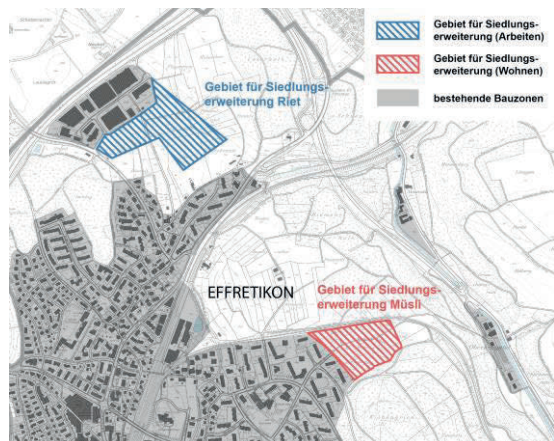 Gebiet für Siedlungs-
erweiterung (Arbeiten)
Gebiet für Siedlungs-
erweiterung (Wohnen)
bestehende Bauzonen
Gebiet für Siedlungs-
erweiterung Riet
EFFRETIKON
Gebiet für Siedlungs-
erweiterung Müsli